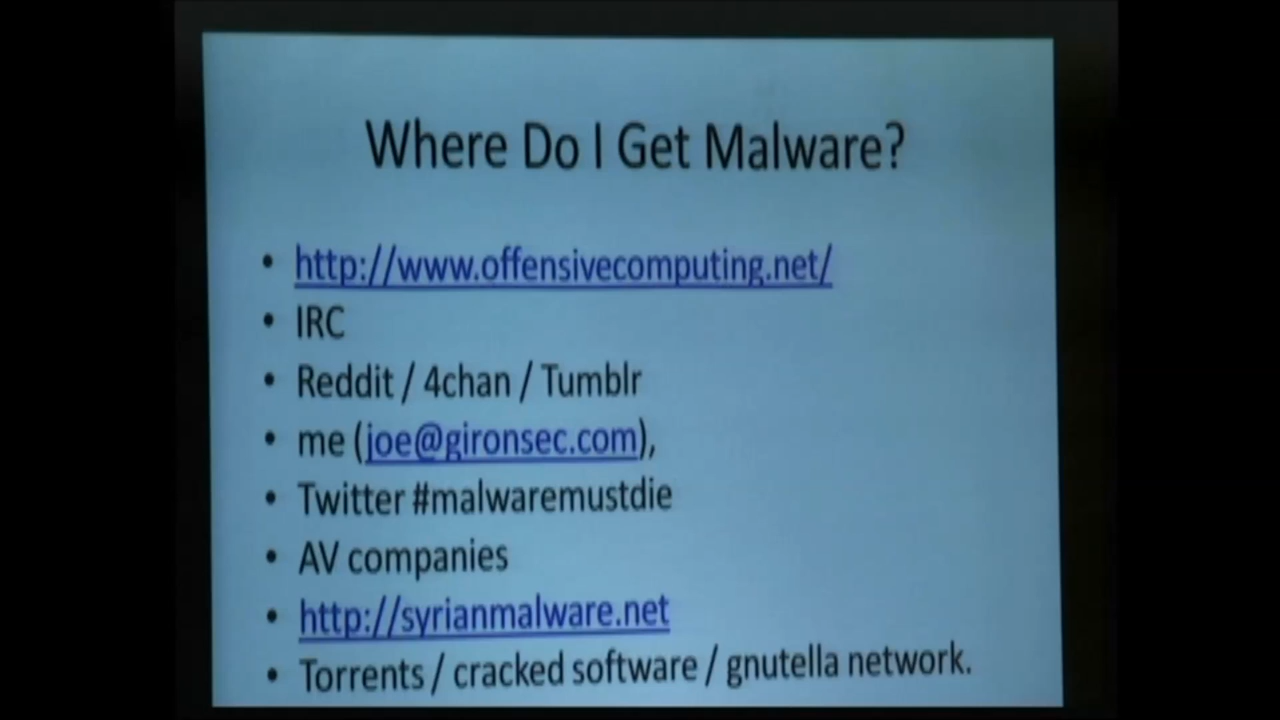 Where Do I Get Malware?
• http://www.offensivecomputing.net/
• IRC
• Reddit / 4chan / Tumblr
• me (joe@gironsec.com),
• Twitter #malwaremustdie
• AV companies
• http://syrianmalware.net
• Torrents / cracked software / gnutella network.